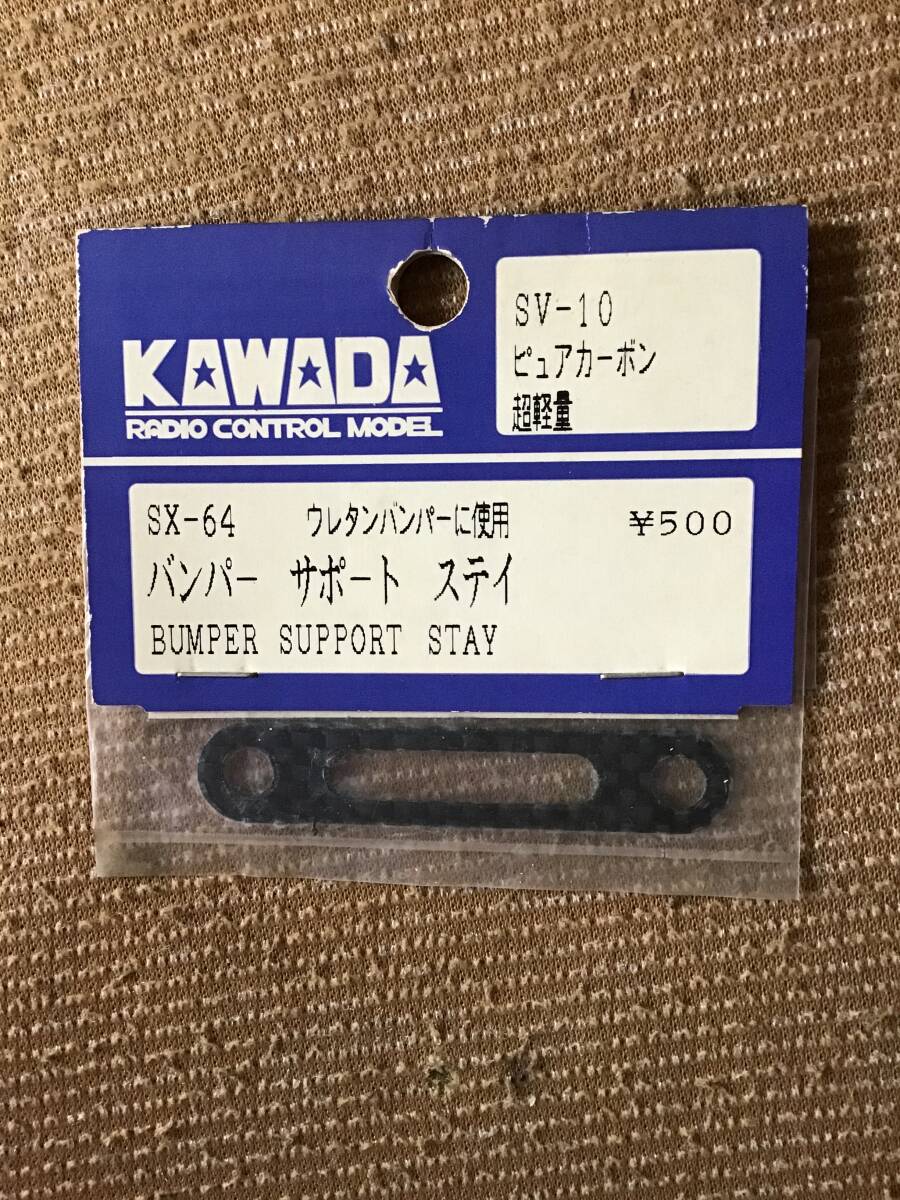 KAWADA
RADIO CONTROL MODEL
SV-10
ピュアカーボン
超軽量
SX-64 ウレタンバンパーに使用 ¥500
バンパー サポート ステイ
BUMPER SUPPORT STAY